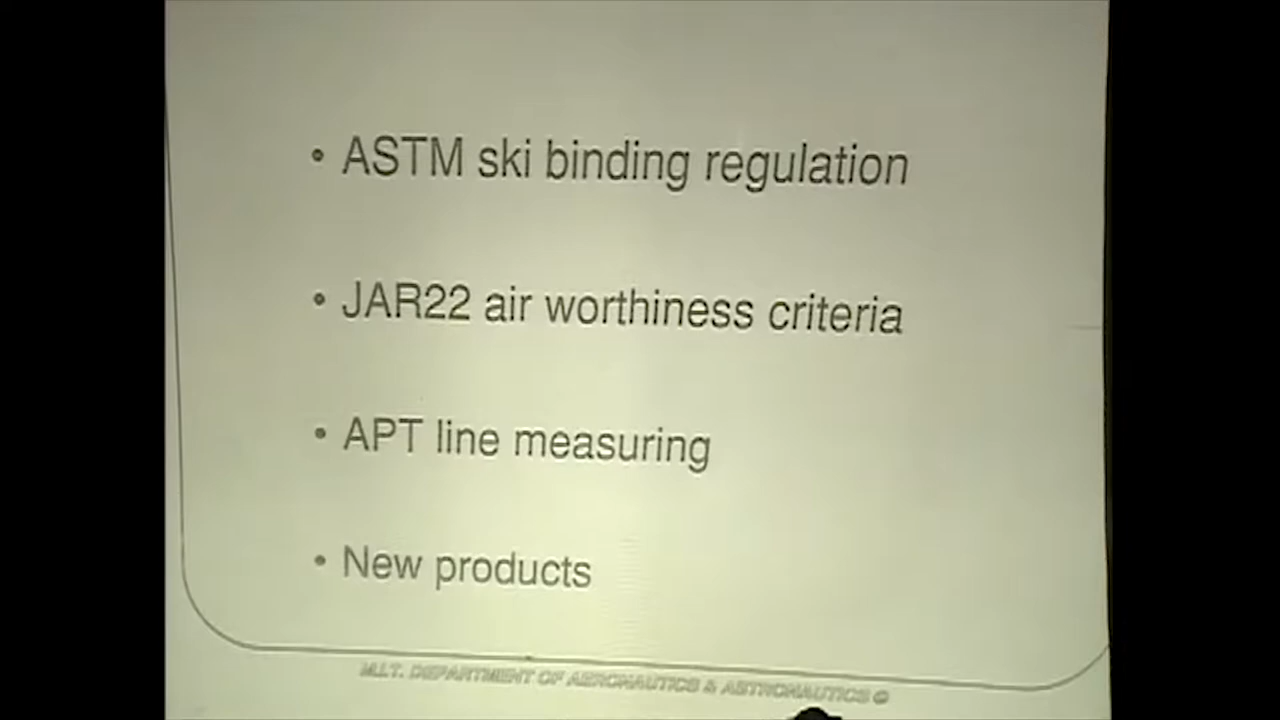 • ASTM ski binding regulation
• JAR22 air worthiness criteria
• APT line measuring
• New products
M.I.T. DEPARTMENT OF AERONAUTICS & ASTRONAUTICS ©